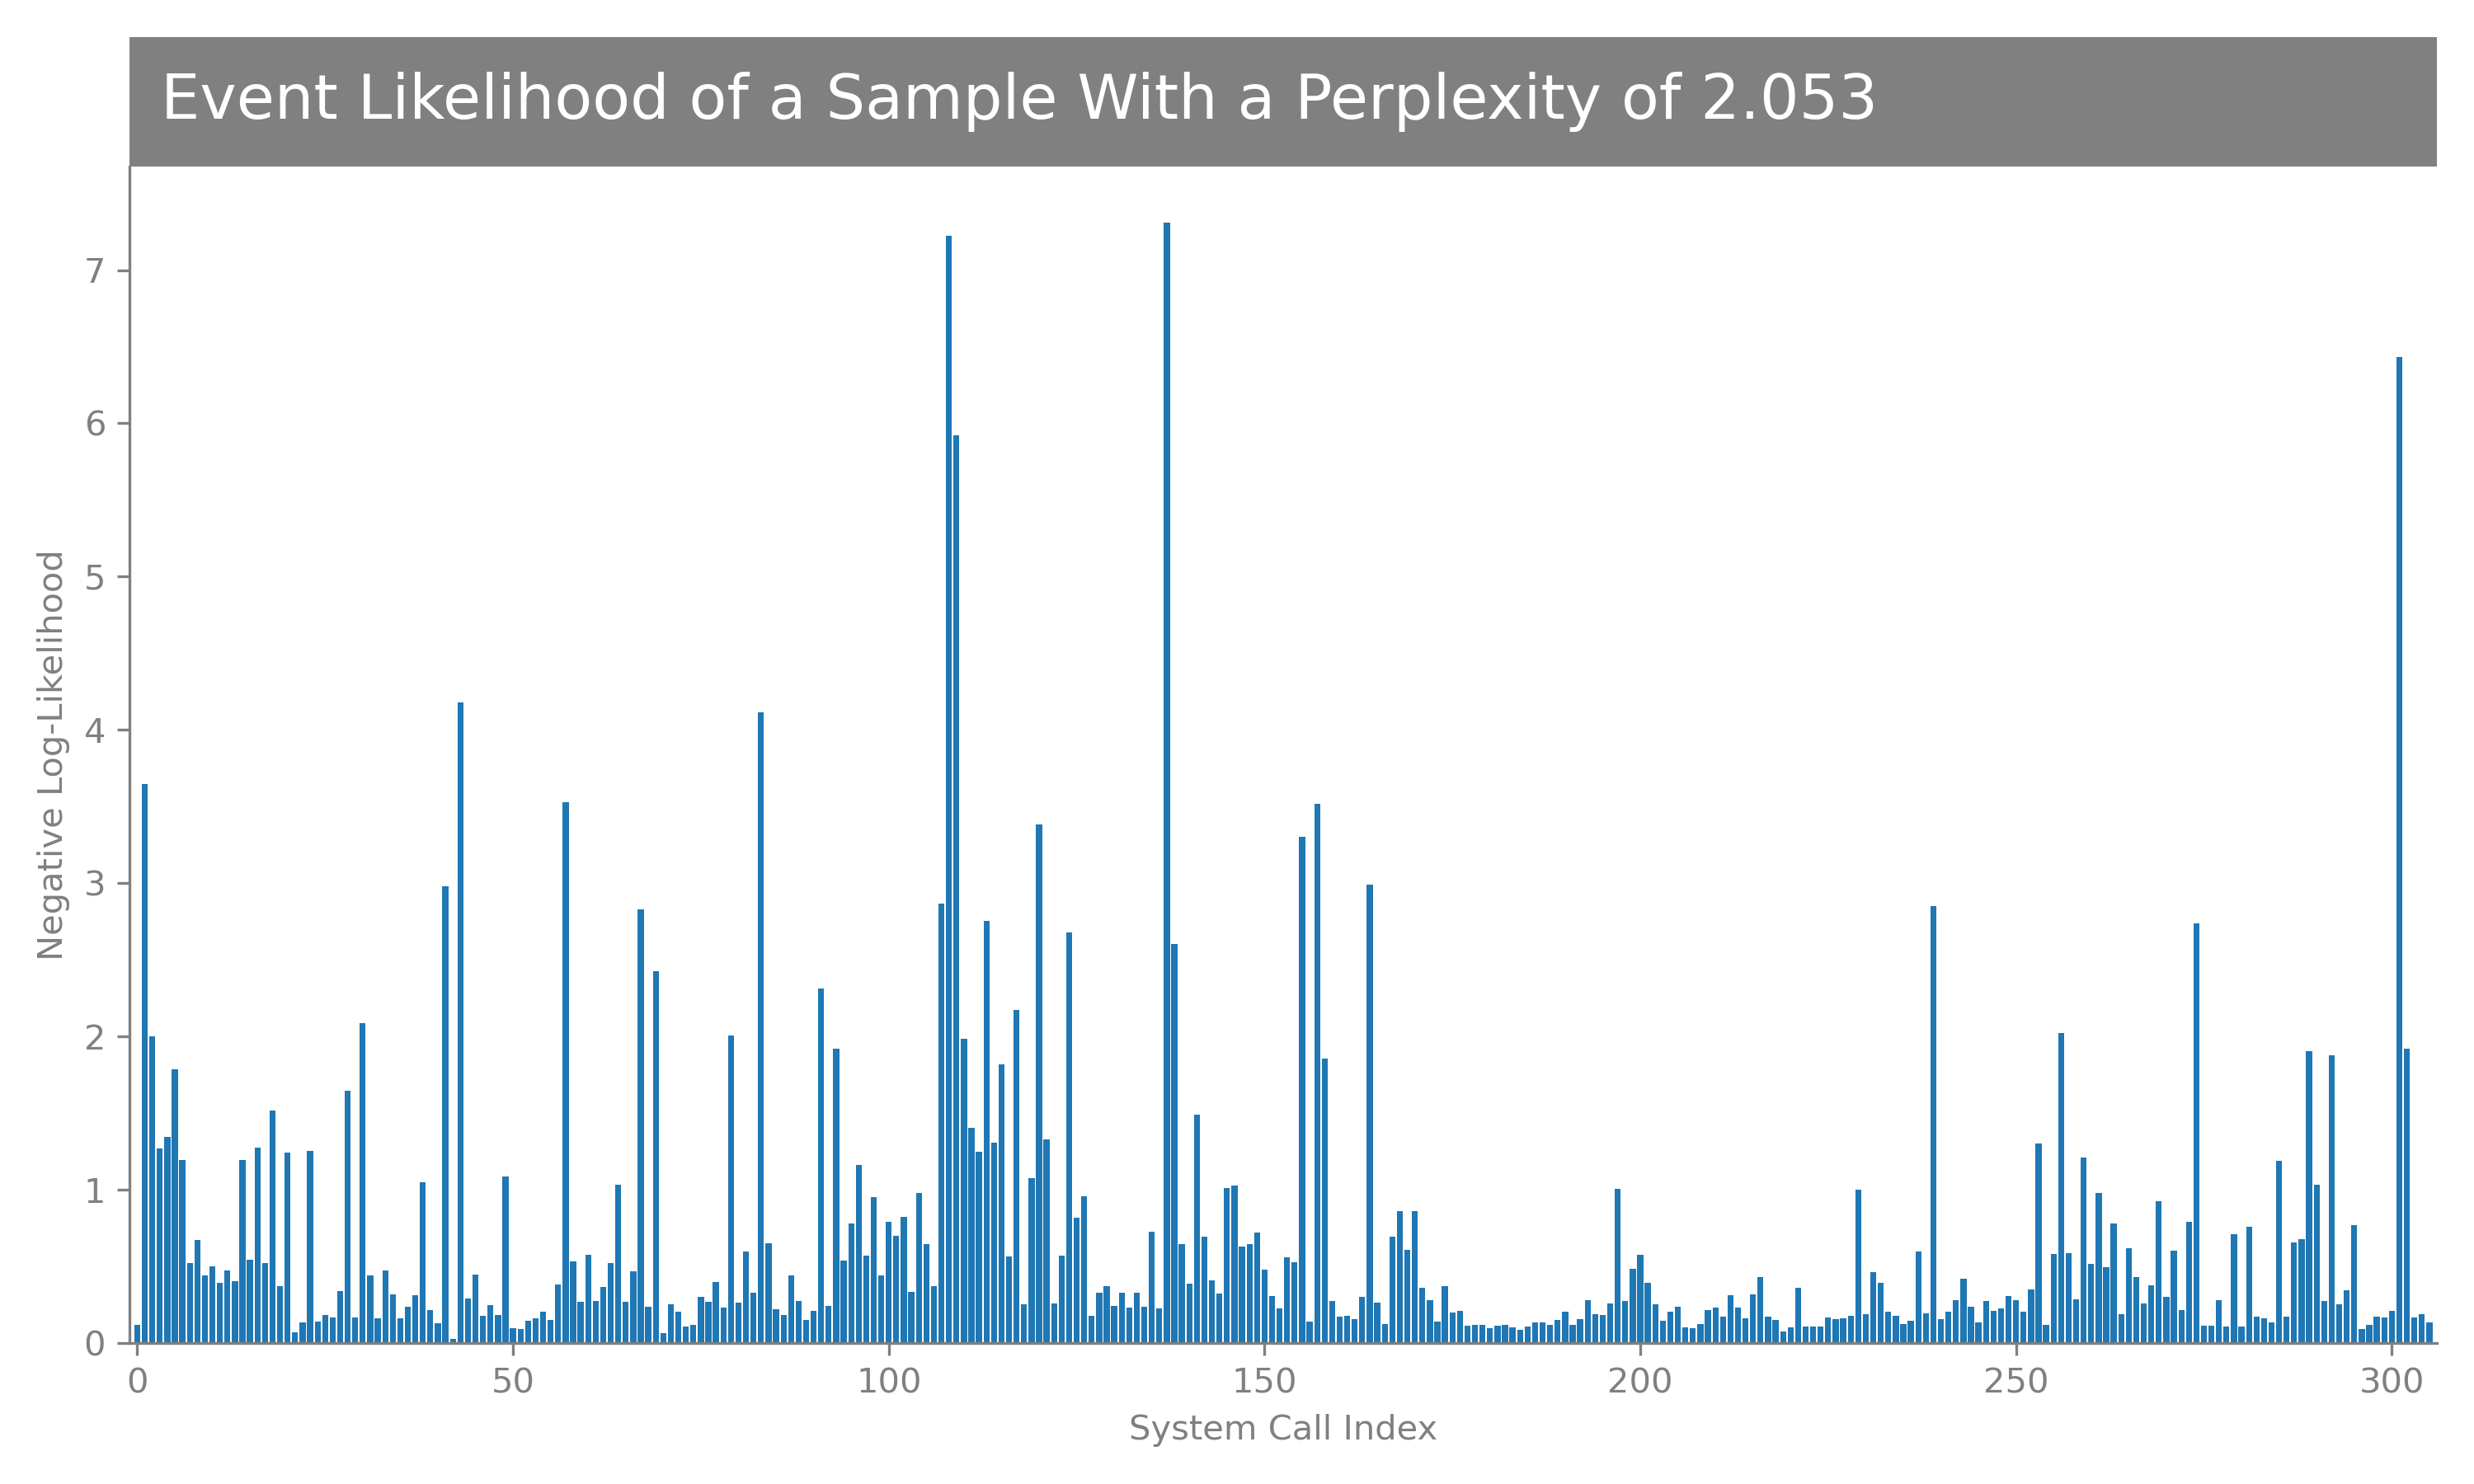 Event Likelihood of a Sample With a Perplexity of 2.053
Negative Log-Likelihood
7
6
5
4
3
2
1
0
0 50 100 150 200 250 300
System Call Index